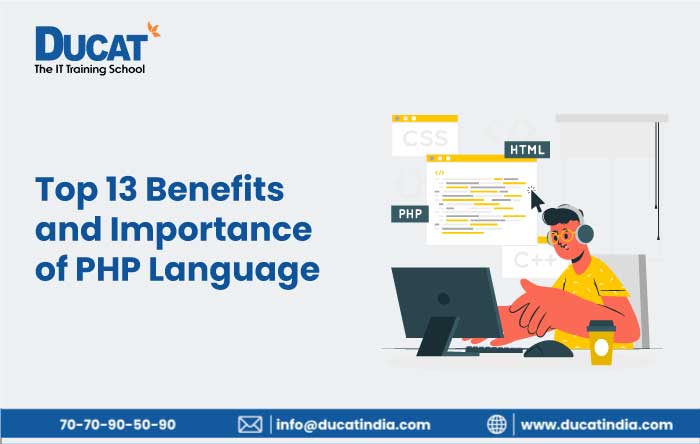 DUCAT
The IT Training School
CSS
HTML
</>
PHP
C++
Top 13 Benefits
and Importance
of PHP Language
70-70-90-50-90
info@ducatindia.com
www.ducatindia.com